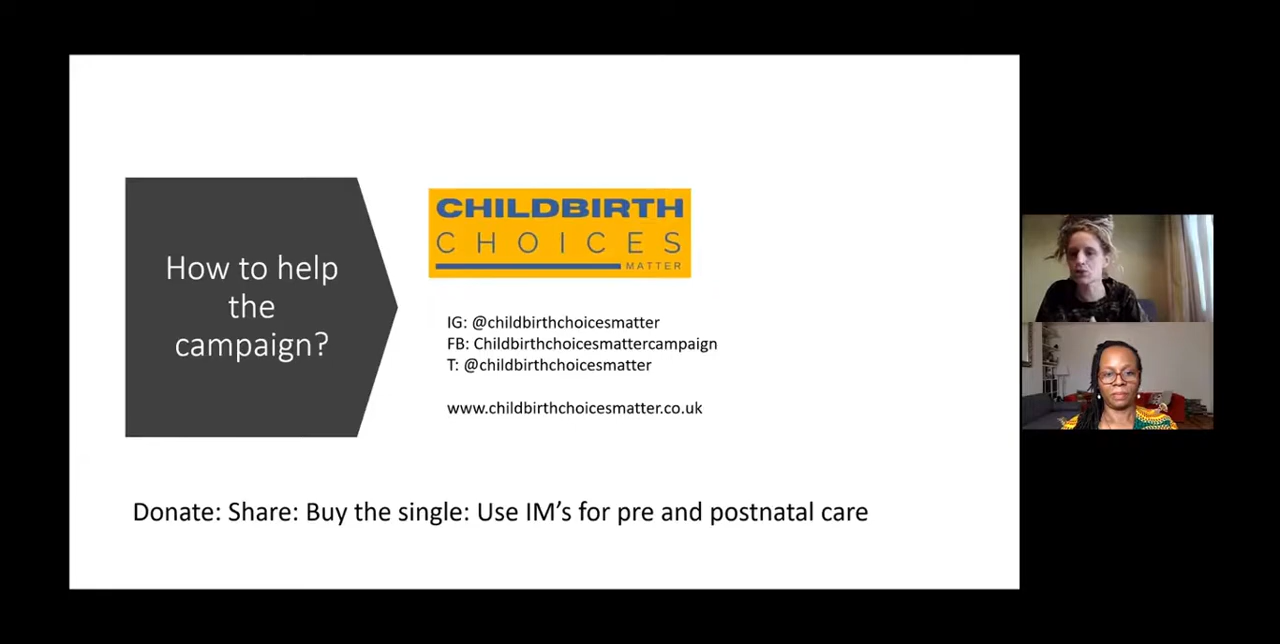 How to help
the
campaign?
CHILDBIRTH
CHOICES
MATTER
IG: @childbirthchoicesmatter
FB: Childbirthchoicesmattercampaign
T: @childbirthchoicesmatter
www.childbirthchoicesmatter.co.uk
Donate: Share: Buy the single: Use IM’s for pre and postnatal care